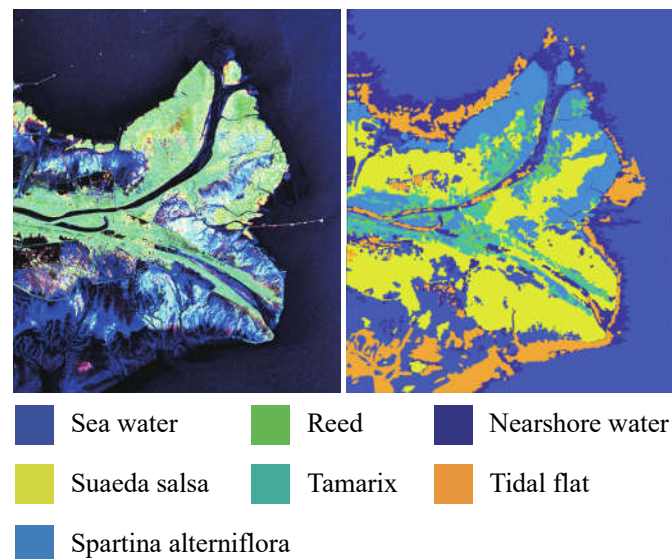 Sea water
Reed
Nearshore water
Suaeda salsa
Tamarix
Tidal flat
Spartina alterniflora